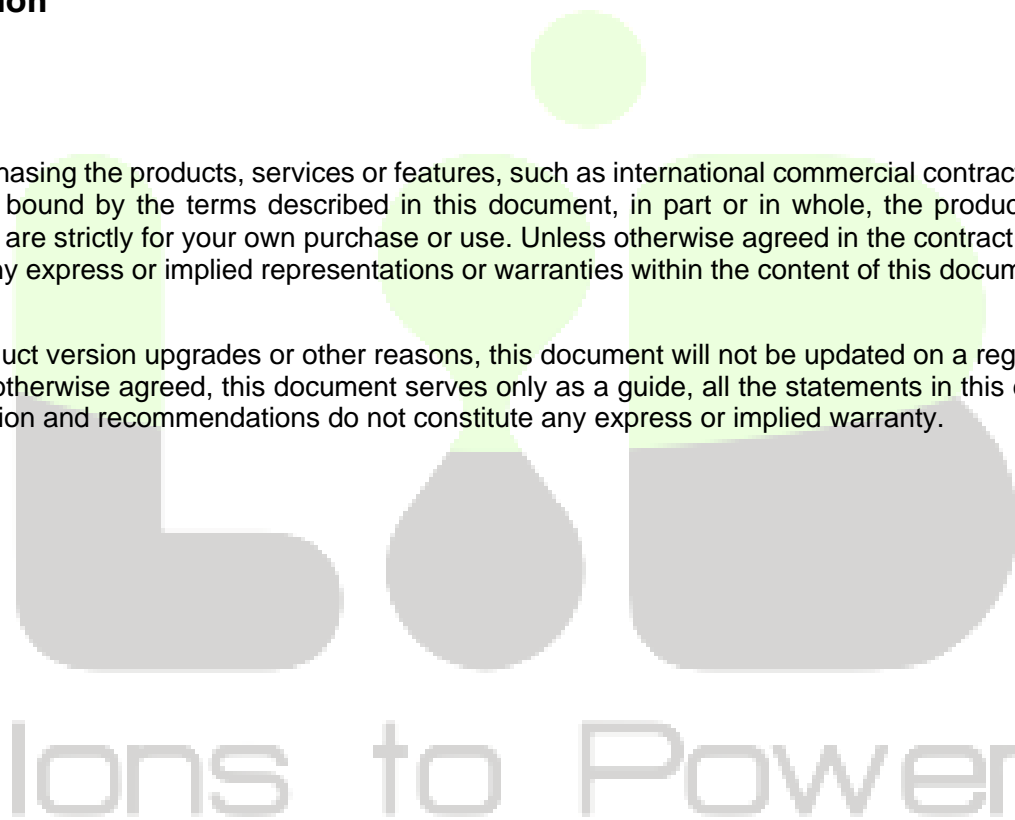 ion
hasing the products, services or features, such as international commercial contrac
bound by the terms described in this document, in part or in whole, the produc
are strictly for your own purchase or use. Unless otherwise agreed in the contract
ny express or implied representations or warranties within the content of this docum
uct version upgrades or other reasons, this document will not be updated on a reg
otherwise agreed, this document serves only as a guide, all the statements in this
ion and recommendations do not constitute any express or implied warranty.
LiB
Ions to Power